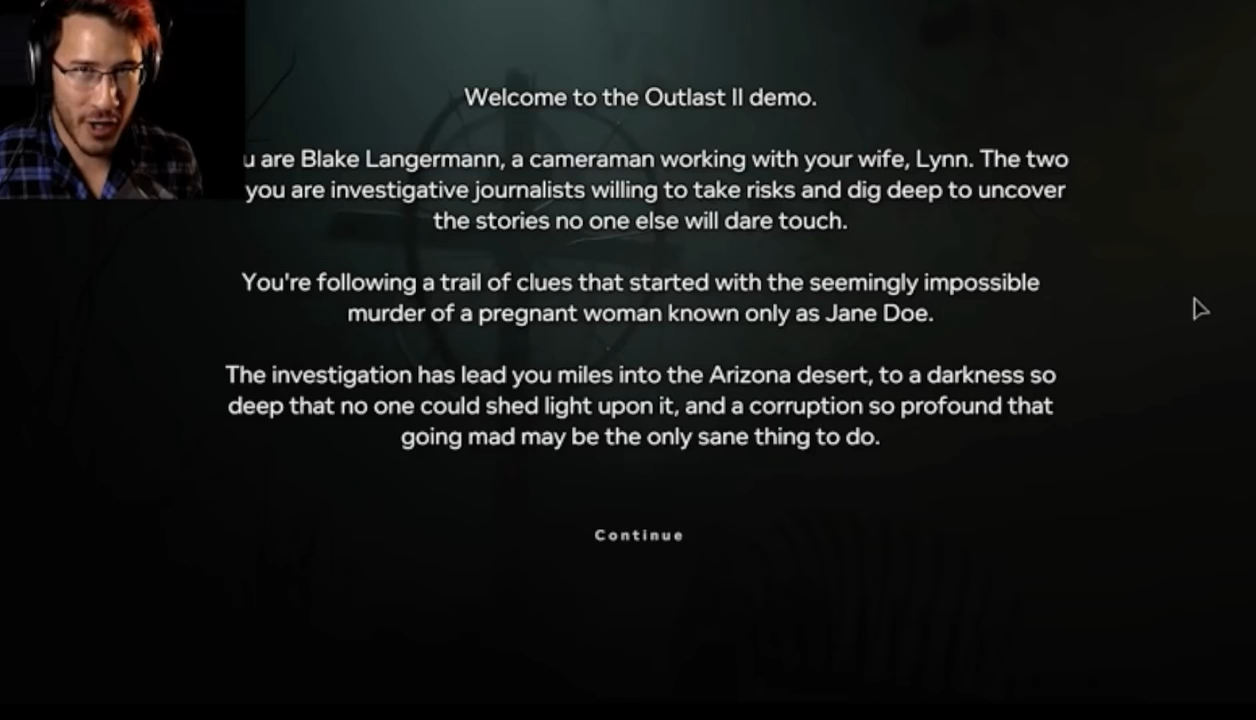 Welcome to the Outlast II demo.
u are Blake Langermann, a cameraman working with your wife, Lynn. The two
you are investigative journalists willing to take risks and dig deep to uncover
the stories no one else will dare touch.
You're following a trail of clues that started with the seemingly impossible
murder of a pregnant woman known only as Jane Doe.
The investigation has lead you miles into the Arizona desert, to a darkness so
deep that no one could shed light upon it, and a corruption so profound that
going mad may be the only sane thing to do.
Continue